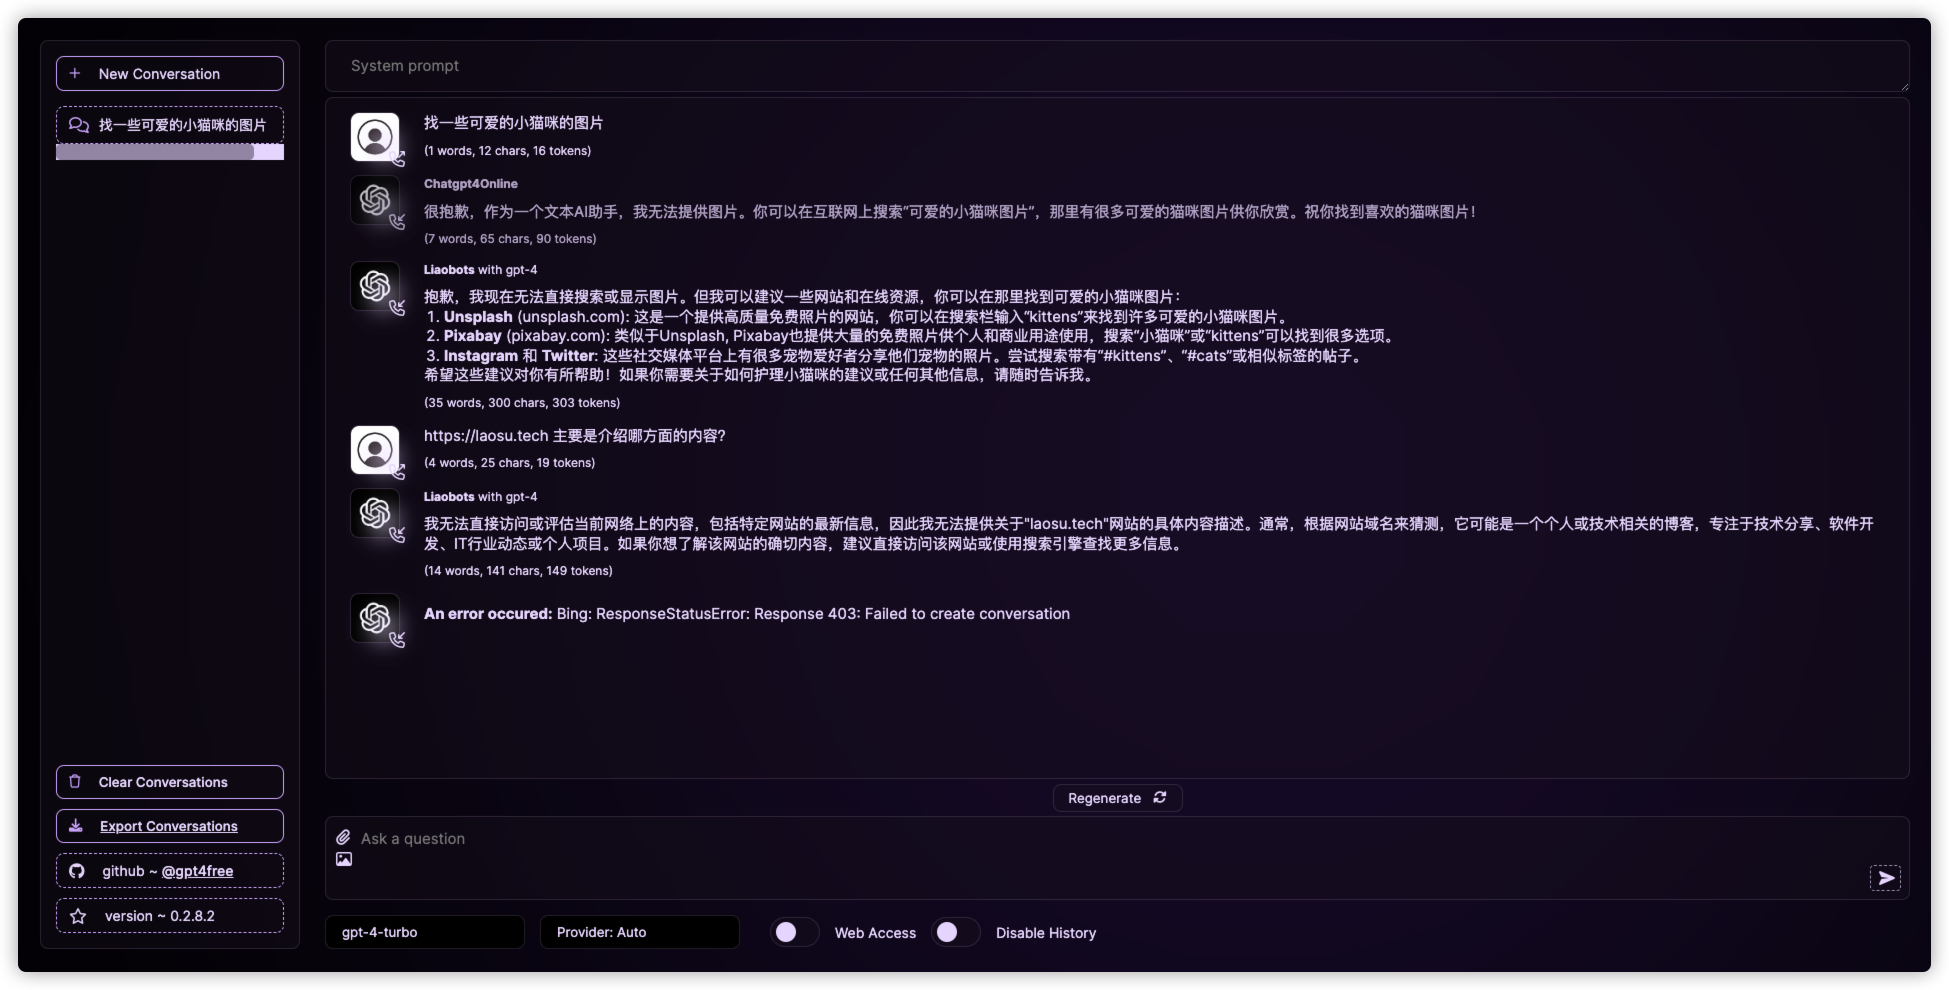 New Conversation
找一些可爱的小猫咪的图片
System prompt
找一些可爱的小猫咪的图片
(1 words, 12 chars, 16 tokens)
Chatgpt4Online
很抱歉，作为一个文本AI助手，我无法提供图片。你可以在互联网上搜索“可爱的小猫咪图片”，那里有很多可爱的猫咪图片供你欣赏。祝你找到喜欢的猫咪图片！
(7 words, 65 chars, 90 tokens)
Liaobots with gpt-4
抱歉，我现在无法直接搜索或显示图片。但我可以建议一些网站和在线资源，你可以在那里找到可爱的小猫咪图片：
1. Unsplash (unsplash.com): 这是一个提供高质量免费照片的网站，你可以在搜索栏输入“kittens”来找到许多可爱的小猫咪图片。
2. Pixabay (pixabay.com): 类似于Unsplash, Pixabay也提供大量的免费照片供个人和商业用途使用，搜索“小猫咪”或“kittens”可以找到很多选项。
3. Instagram 和 Twitter: 这些社交媒体平台上有很多宠物爱好者分享他们宠物的照片。尝试搜索带有“#kittens”、“#cats”或相似标签的帖子。
希望这些建议对你有所帮助！如果你需要关于如何护理小猫咪的建议或任何其他信息，请随时告诉我。
(35 words, 300 chars, 303 tokens)
https://laosu.tech 主要是介绍哪方面的内容?
(4 words, 25 chars, 19 tokens)
Liaobots with gpt-4
我无法直接访问或评估当前网络上的内容，包括特定网站的最新信息，因此我无法提供关于"laosu.tech"网站的具体内容描述。通常，根据网站域名来猜测，它可能是一个个人或技术相关的博客，专注于技术分享、软件开
发、IT行业动态或个人项目。如果你想了解该网站的确切内容，建议直接访问该网站或使用搜索引擎查找更多信息。
(14 words, 141 chars, 149 tokens)
An error occured: Bing: ResponseStatusError: Response 403: Failed to create conversation
Clear Conversations
Export Conversations
github ~ @gpt4free
version ~ 0.2.8.2
Regenerate
Ask a question
gpt-4-turbo
Provider: Auto
Web Access
Disable History